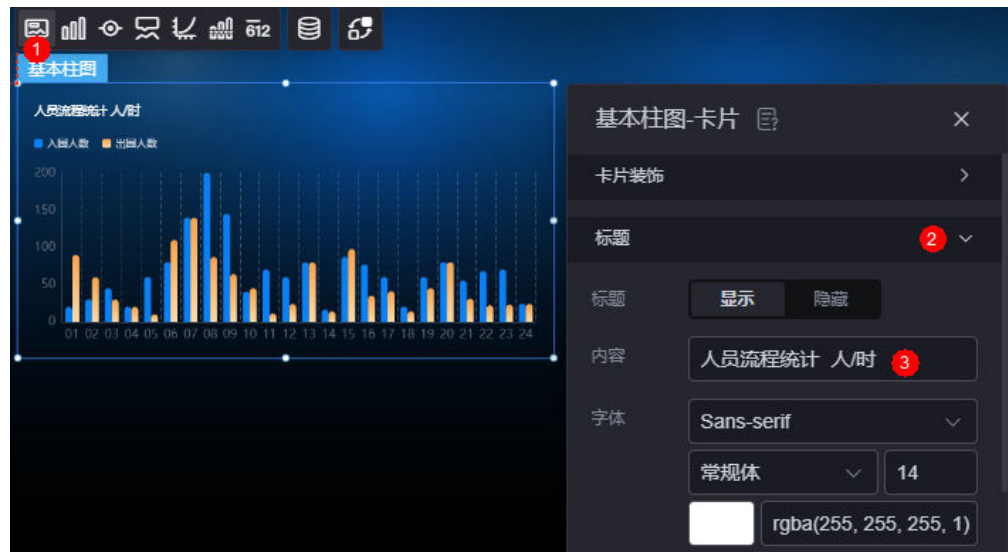 612
1
基本柱图
人员流程统计 人/时
入园人数 出园人数
200
150
100
50
0
01 02 03 04 05 06 07 08 09 10 11 12 13 14 15 16 17 18 19 20 21 22 23 24
基本柱图-卡片
卡片装饰
标题 2
标题 显示 隐藏
内容 人员流程统计 人/时 3
字体 Sans-serif
常规体 14
rgba(255, 255, 255, 1)